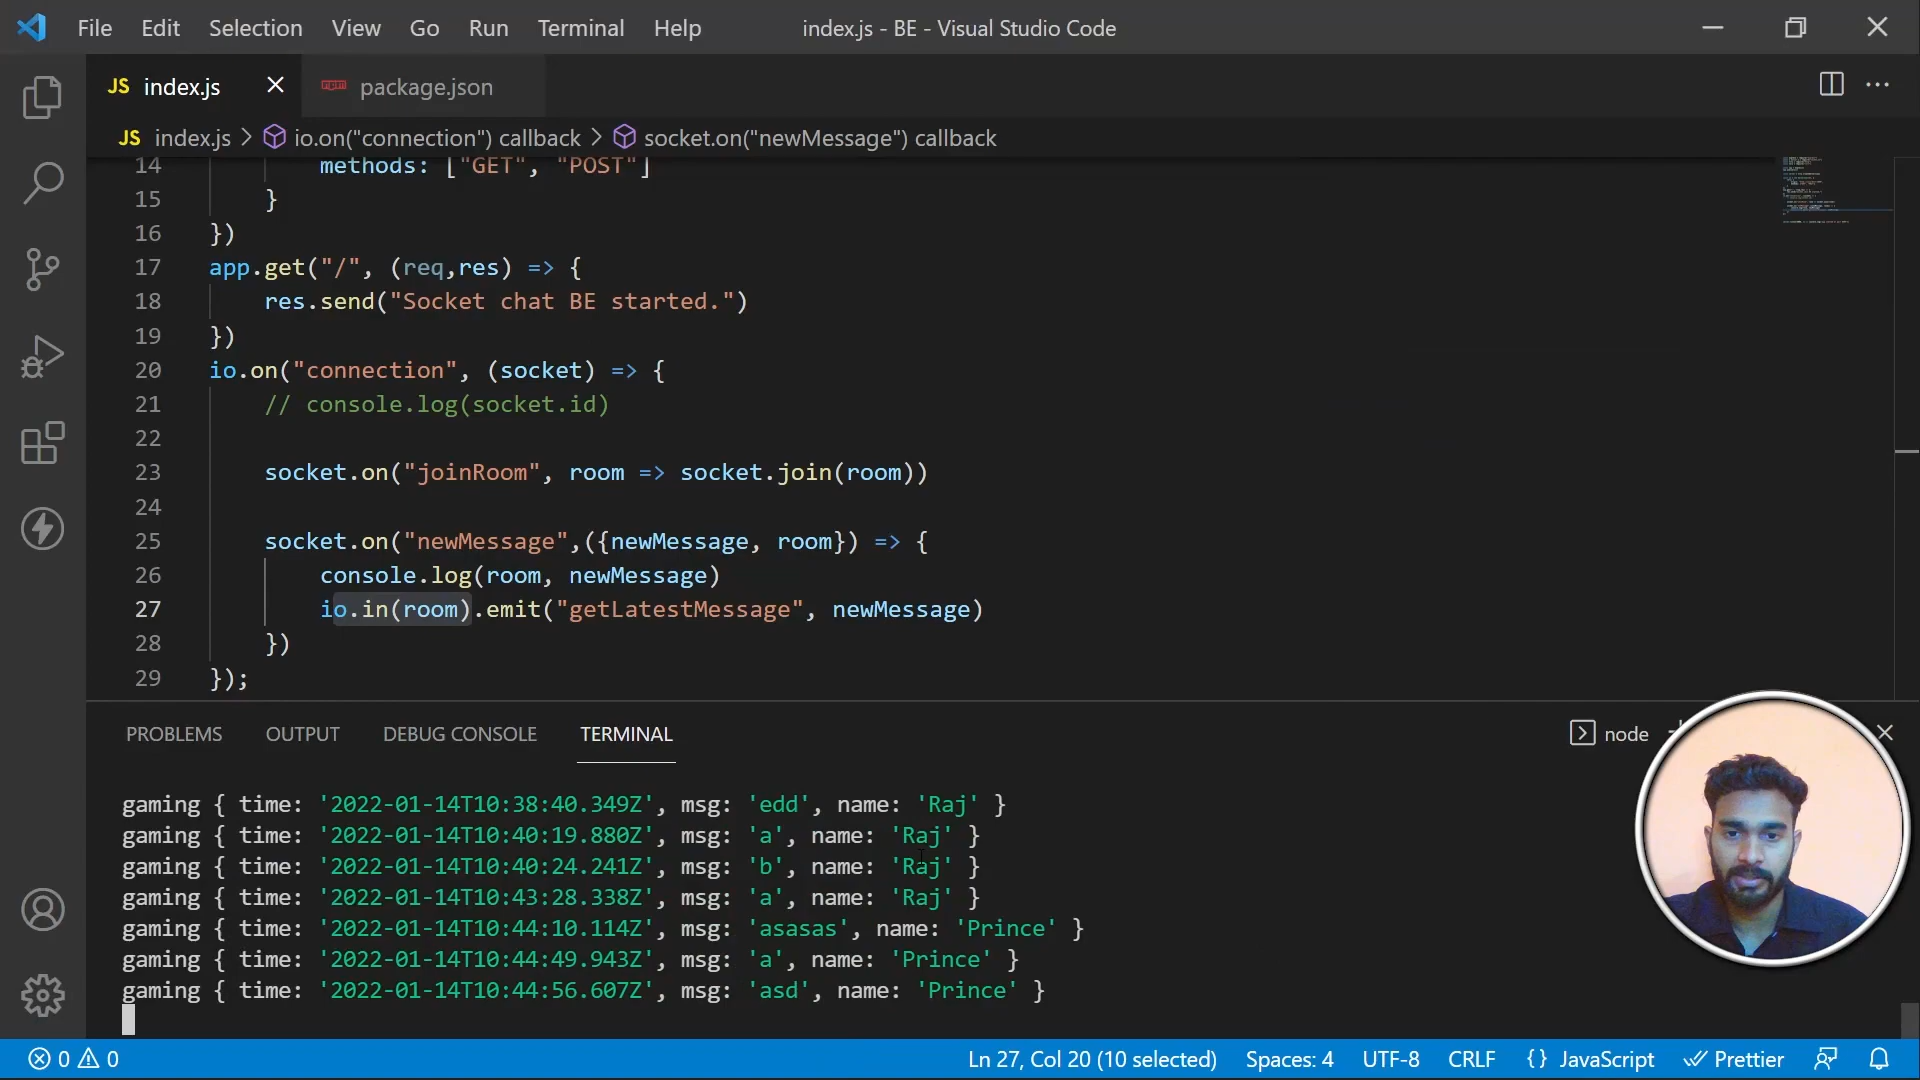 File Edit Selection View Go Run Terminal Help index.js - BE - Visual Studio Code
JS index.js package.json
JS index.js > io.on("connection") callback > socket.on("newMessage") callback
14 methods: ["GET", "POST"]
15 }
16 })
17 app.get("/", (req,res) => {
18 res.send("Socket chat BE started.")
19 })
20 io.on("connection", (socket) => {
21 // console.log(socket.id)
22
23 socket.on("joinRoom", room => socket.join(room))
24
25 socket.on("newMessage",({newMessage, room}) => {
26 console.log(room, newMessage)
27 io.in(room).emit("getLatestMessage", newMessage)
28 })
29 });
PROBLEMS OUTPUT DEBUG CONSOLE TERMINAL node
gaming { time: '2022-01-14T10:38:40.349Z', msg: 'edd', name: 'Raj' }
gaming { time: '2022-01-14T10:40:19.880Z', msg: 'a', name: 'Raj' }
gaming { time: '2022-01-14T10:40:24.241Z', msg: 'b', name: 'Raj' }
gaming { time: '2022-01-14T10:43:28.338Z', msg: 'a', name: 'Raj' }
gaming { time: '2022-01-14T10:44:10.114Z', msg: 'asasas', name: 'Prince' }
gaming { time: '2022-01-14T10:44:49.943Z', msg: 'a', name: 'Prince' }
gaming { time: '2022-01-14T10:44:56.607Z', msg: 'asd', name: 'Prince' }
0 0 Ln 27, Col 20 (10 selected) Spaces: 4 UTF-8 CRLF {} JavaScript Prettier